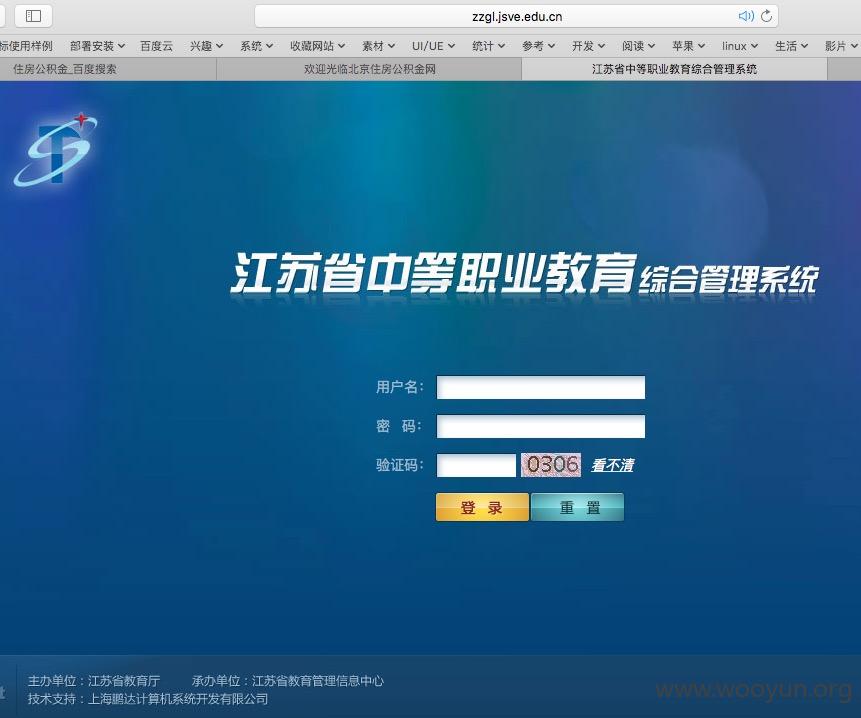 zzgl.jsve.edu.cn
标使用样例 部署安装 百度云 兴趣 系统 收藏网站 素材 UI/UE 统计 参考 开发 阅读 苹果 linux 生活 影片
住房公积金_百度搜索 欢迎光临北京住房公积金网 江苏省中等职业教育综合管理系统
江苏省中等职业教育综合管理系统
用户名：
密 码：
验证码： 0306 看不清
登 录 重 置
主办单位：江苏省教育厅 承办单位：江苏省教育管理信息中心
技术支持：上海鹏达计算机系统开发有限公司
www.wooyun.org